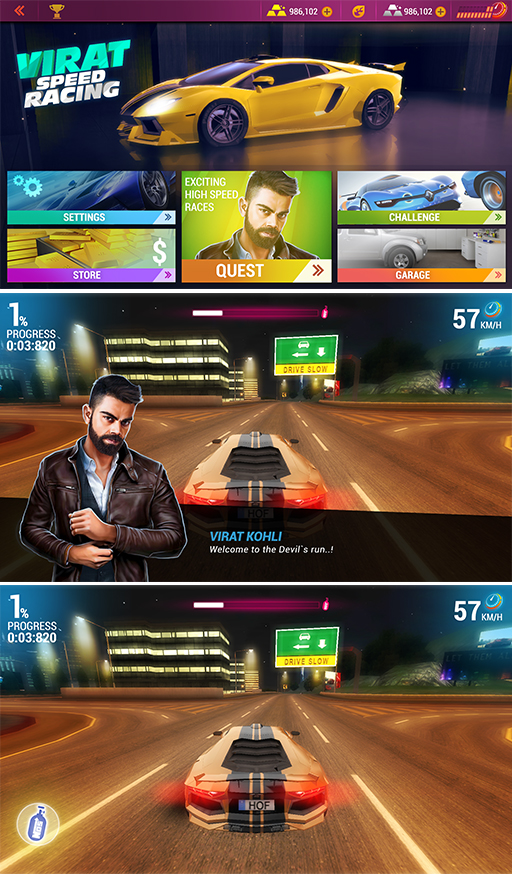 986,102
986,102
VIRAT
SPEED
RACING
EXCITING
HIGH SPEED
RACES
SETTINGS
CHALLENGE
$
STORE
QUEST
GARAGE
1%
PROGRESS
0:03:820
57 KM/H
DRIVE SLOW
HOF
VIRAT KOHLI
Welcome to the Devil`s run..!
1%
PROGRESS
0:03:820
57 KM/H
DRIVE SLOW
HOF